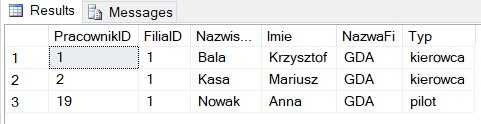 Results Messages
PracownikID FilialD Nazwis... Imie NazwaFi Typ
1 1 1 Bala Krzysztof GDA kierowca
2 2 1 Kasa Mariusz GDA kierowca
3 19 1 Nowak Anna GDA pilot